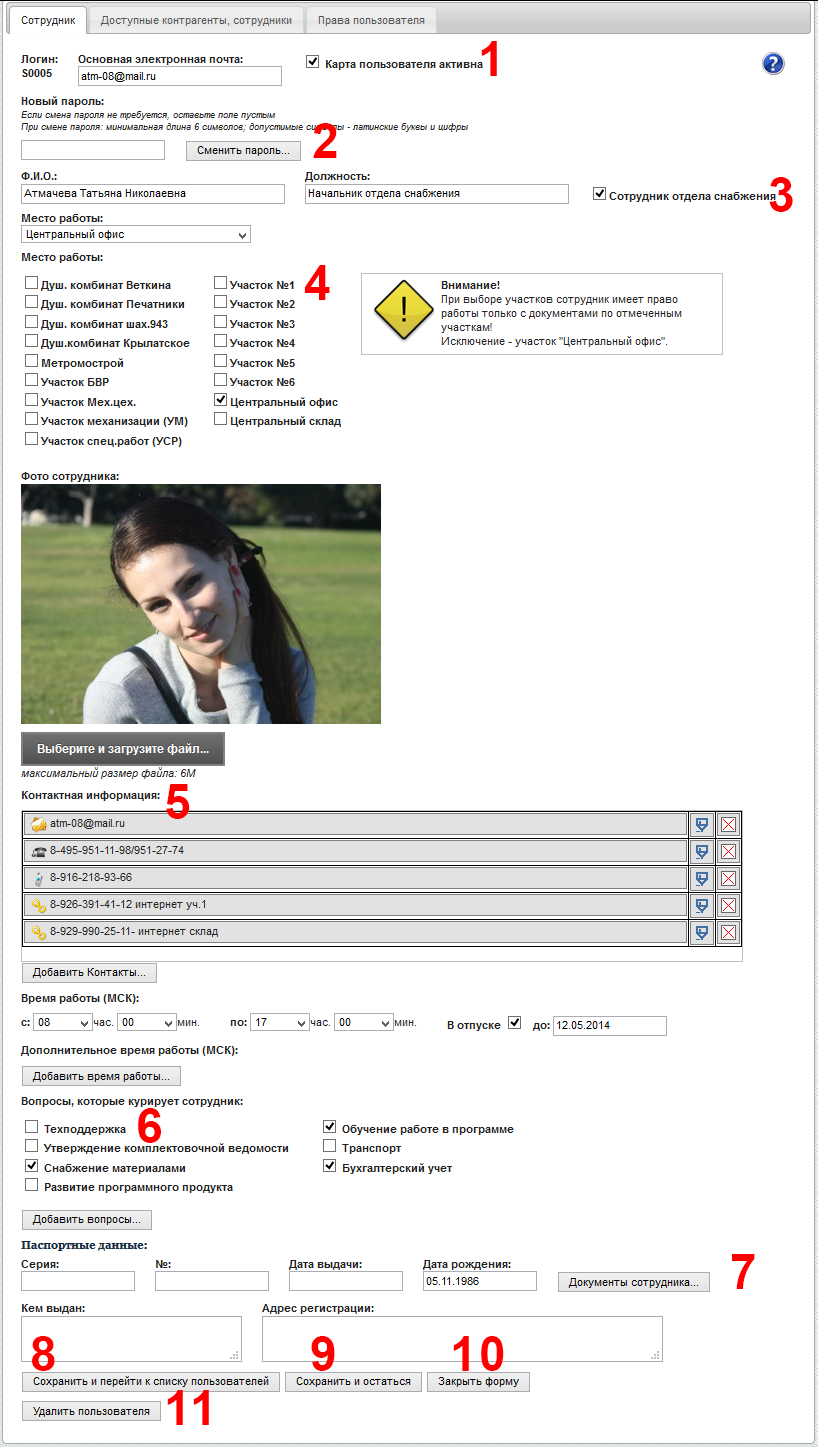 Сотрудник Доступные контрагенты, сотрудники Права пользователя
Логин: Основная электронная почта: Карта пользователя активна 1
S0005 atm-08@mail.ru ?
Новый пароль:
Если смена пароля не требуется, оставьте поле пустым
При смене пароля: минимальная длина 6 символов; допустимые символы - латинские буквы и цифры
Сменить пароль... 2
Ф.И.О.: Должность:
Атмачева Татьяна Николаевна Начальник отдела снабжения Сотрудник отдела снабжения 3
Место работы:
Центральный офис
Место работы:
Душ. комбинат Веткина Участок №1 4 Внимание!
Душ. комбинат Печатники Участок №2 При выборе участков сотрудник имеет право
Душ. комбинат шах.943 Участок №3 работы только с документами по отмеченным
Душ.комбинат Крылатское Участок №4 участкам!
Метромострой Участок №5 Исключение - участок "Центральный офис".
Участок БВР Участок №6
Участок Мех.цех. Центральный офис
Участок механизации (УМ) Центральный склад
Участок спец.работ (УСР)
Фото сотрудника:
Выберите и загрузите файл...
максимальный размер файла: 6М
Контактная информация: 5
atm-08@mail.ru
8-495-951-11-98/951-27-74
8-916-218-93-66
8-926-391-41-12 интернет уч.1
8-929-990-25-11- интернет склад
Добавить Контакты...
Время работы (МСК):
с: 08 час. 00 мин. по: 17 час. 00 мин. В отпуске до: 12.05.2014
Дополнительное время работы (МСК):
Добавить время работы...
Вопросы, которые курирует сотрудник:
Техподдержка 6 Обучение работе в программе
Утверждение комплектовочной ведомости Транспорт
Снабжение материалами Бухгалтерский учет
Развитие программного продукта
Добавить вопросы...
Паспортные данные:
Серия: №: Дата выдачи: Дата рождения: 7
05.11.1986 Документы сотрудника...
Кем выдан: Адрес регистрации:
8 9 10
Сохранить и перейти к списку пользователей Сохранить и остаться Закрыть форму
Удалить пользователя 11